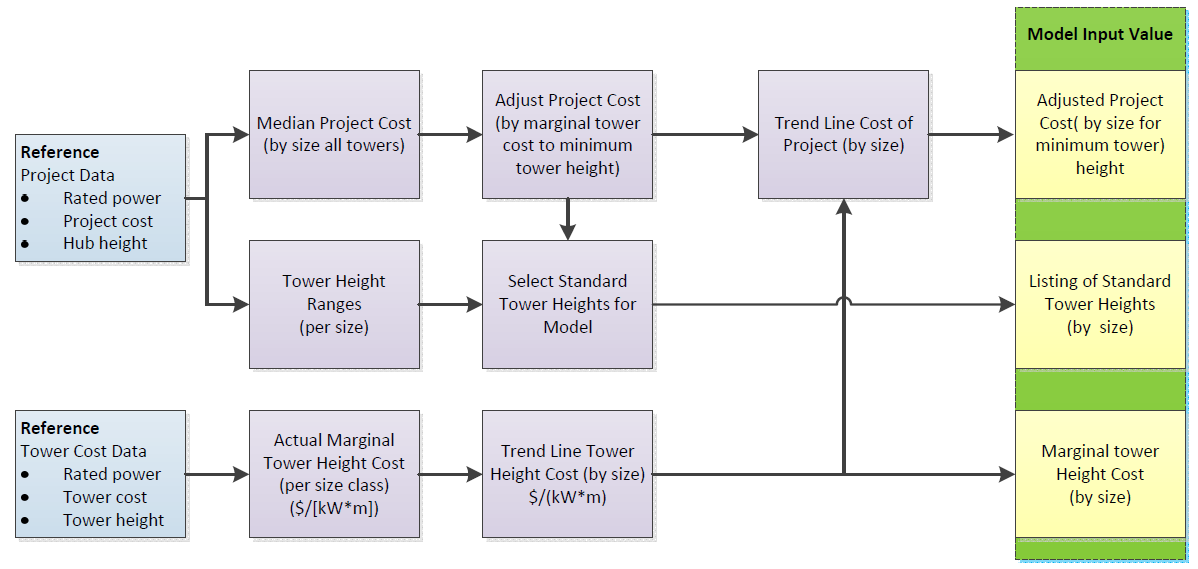 Model Input Value
Reference
Project Data
• Rated power
• Project cost
• Hub height
Median Project Cost
(by size all towers)
Adjust Project Cost
(by marginal tower
cost to minimum
tower height)
Trend Line Cost of
Project (by size)
Adjusted Project
Cost( by size for
minimum tower)
height
Tower Height
Ranges
(per size)
Select Standard
Tower Heights for
Model
Listing of Standard
Tower Heights
(by size)
Reference
Tower Cost Data
• Rated power
• Tower cost
• Tower height
Actual Marginal
Tower Height Cost
(per size class)
($/[kW*m])
Trend Line Tower
Height Cost (by size)
$/(kW*m)
Marginal tower
Height Cost
(by size)